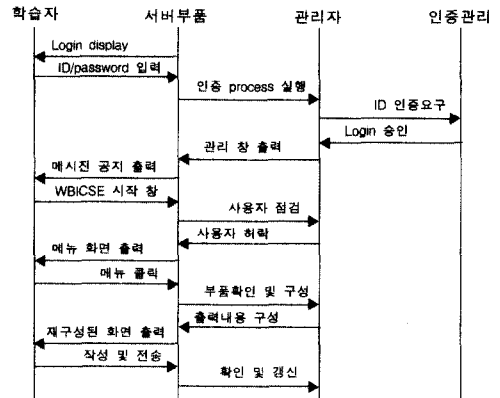 학습자 서버부품 관리자 인증관리
Login display
ID/password 입력
인증 process 실행
ID 인증요구
Login 승인
관리 창 출력
메시진 공지 출력
WBICSE 시작 창
사용자 점검
사용자 허락
메뉴 화면 출력
메뉴 클릭
부품확인 및 구성
출력내용 구성
재구성된 화면 출력
작성 및 전송
확인 및 갱신